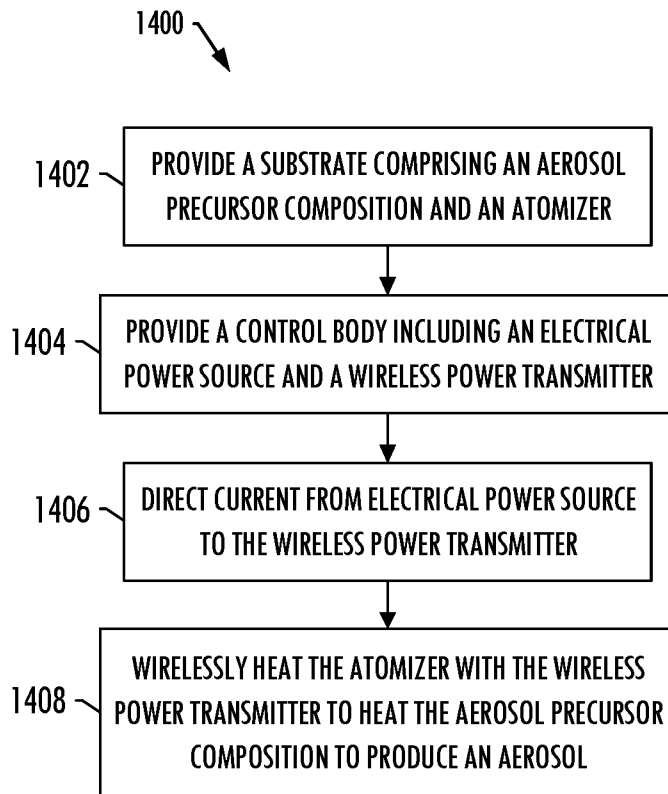 1400
1402
PROVIDE A SUBSTRATE COMPRISING AN AEROSOL
PRECURSOR COMPOSITION AND AN ATOMIZER
1404
PROVIDE A CONTROL BODY INCLUDING AN ELECTRICAL
POWER SOURCE AND A WIRELESS POWER TRANSMITTER
1406
DIRECT CURRENT FROM ELECTRICAL POWER SOURCE
TO THE WIRELESS POWER TRANSMITTER
1408
WIRELESSLY HEAT THE ATOMIZER WITH THE WIRELESS
POWER TRANSMITTER TO HEAT THE AEROSOL PRECURSOR
COMPOSITION TO PRODUCE AN AEROSOL